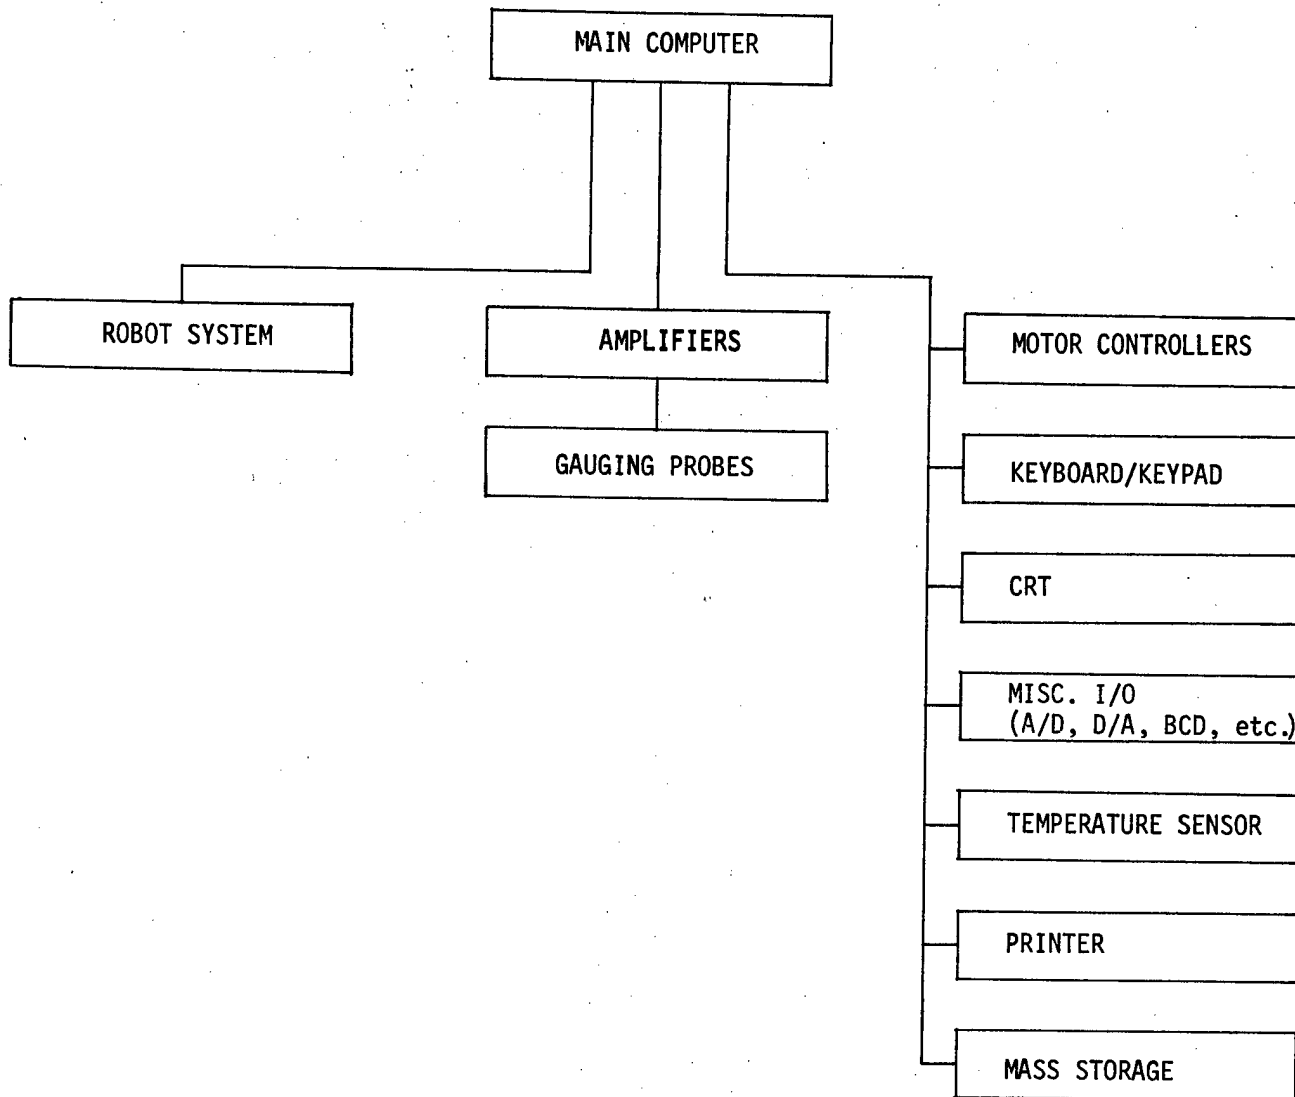 MAIN COMPUTER
ROBOT SYSTEM
AMPLIFIERS
GAUGING PROBES
MOTOR CONTROLLERS
KEYBOARD/KEYPAD
CRT
MISC. I/O
(A/D, D/A, BCD, etc.)
TEMPERATURE SENSOR
PRINTER
MASS STORAGE